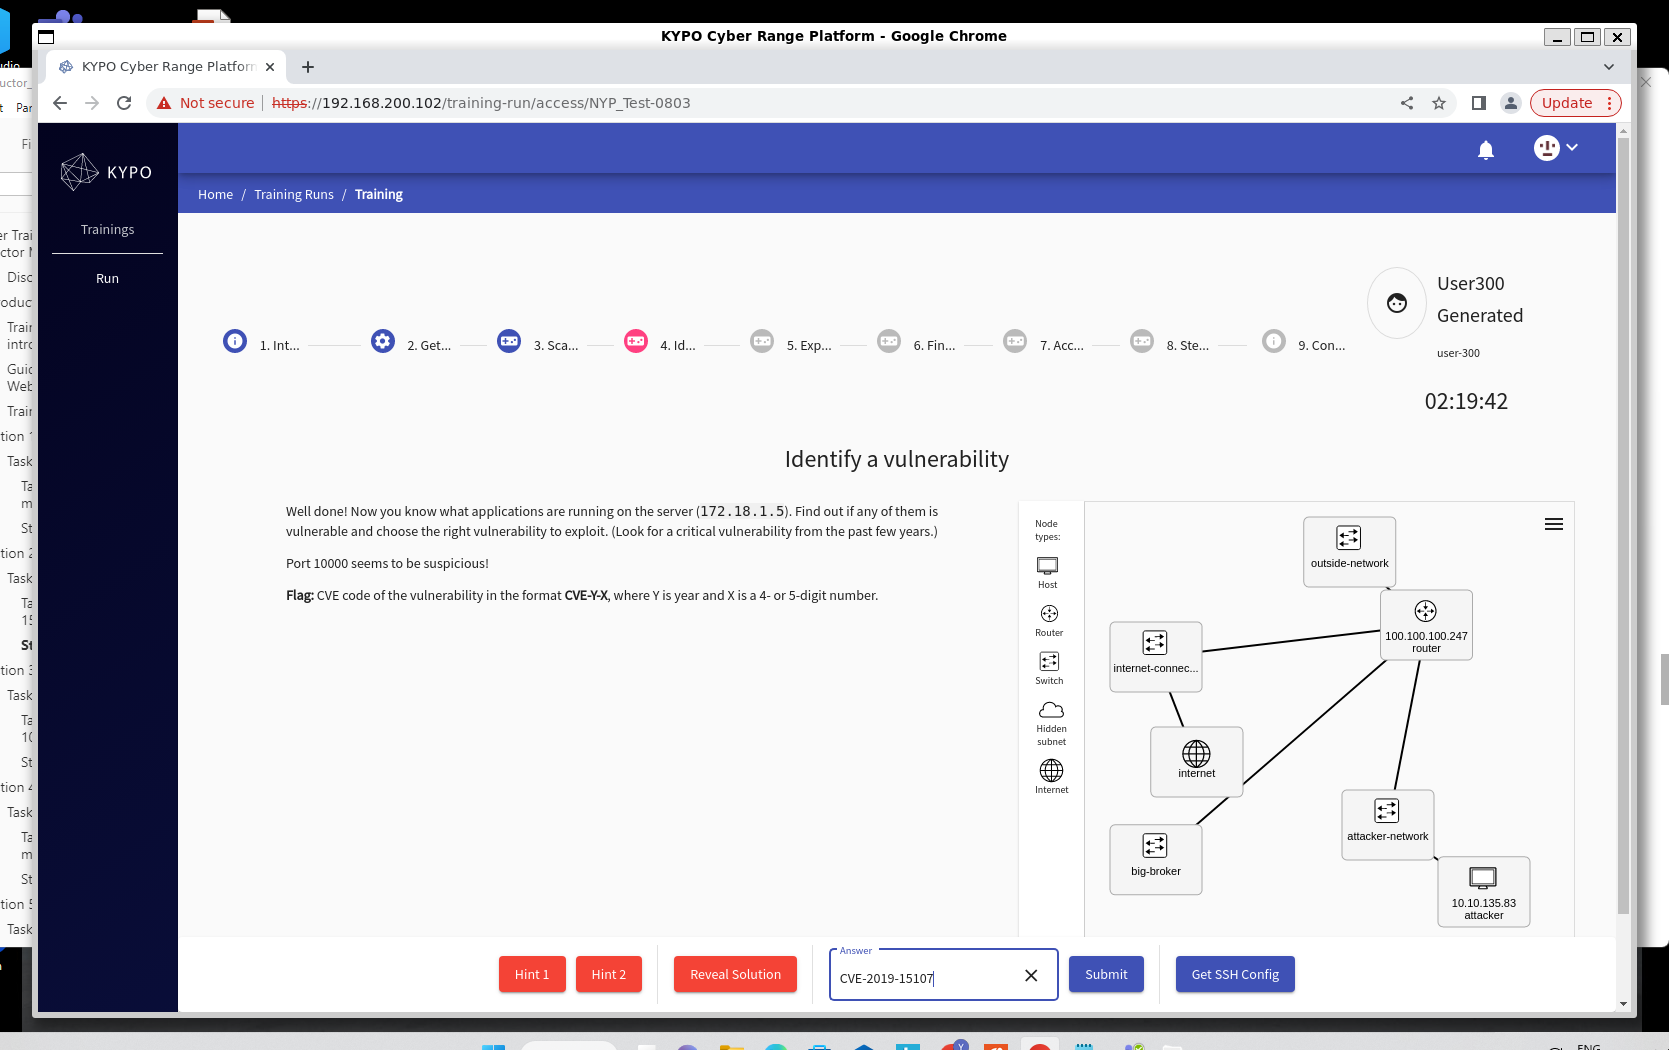 KYPO Cyber Range Platform - Google Chrome
KYPO Cyber Range Platform
Not secure
https://192.168.200.102/training-run/access/NYP_Test-0803
Update
KYPO
Home / Training Runs / Training
Trainings
Run
User300
Generated
user-300
02:19:42
1. Int...
2. Get...
3. Sca...
4. Id...
5. Exp...
6. Fin...
7. Acc...
8. Ste...
9. Con...
Identify a vulnerability
Well done! Now you know what applications are running on the server (172.18.1.5). Find out if any of them is
vulnerable and choose the right vulnerability to exploit. (Look for a critical vulnerability from the past few years.)
Port 10000 seems to be suspicious!
Flag: CVE code of the vulnerability in the format CVE-Y-X, where Y is year and X is a 4- or 5-digit number.
Node
types:
Host
Router
Switch
Hidden
subnet
Internet
outside-network
100.100.100.247
router
internet-connec...
internet
big-broker
attacker-network
10.10.135.83
attacker
Hint 1
Hint 2
Reveal Solution
Answer
CVE-2019-15107
Submit
Get SSH Config
ENG